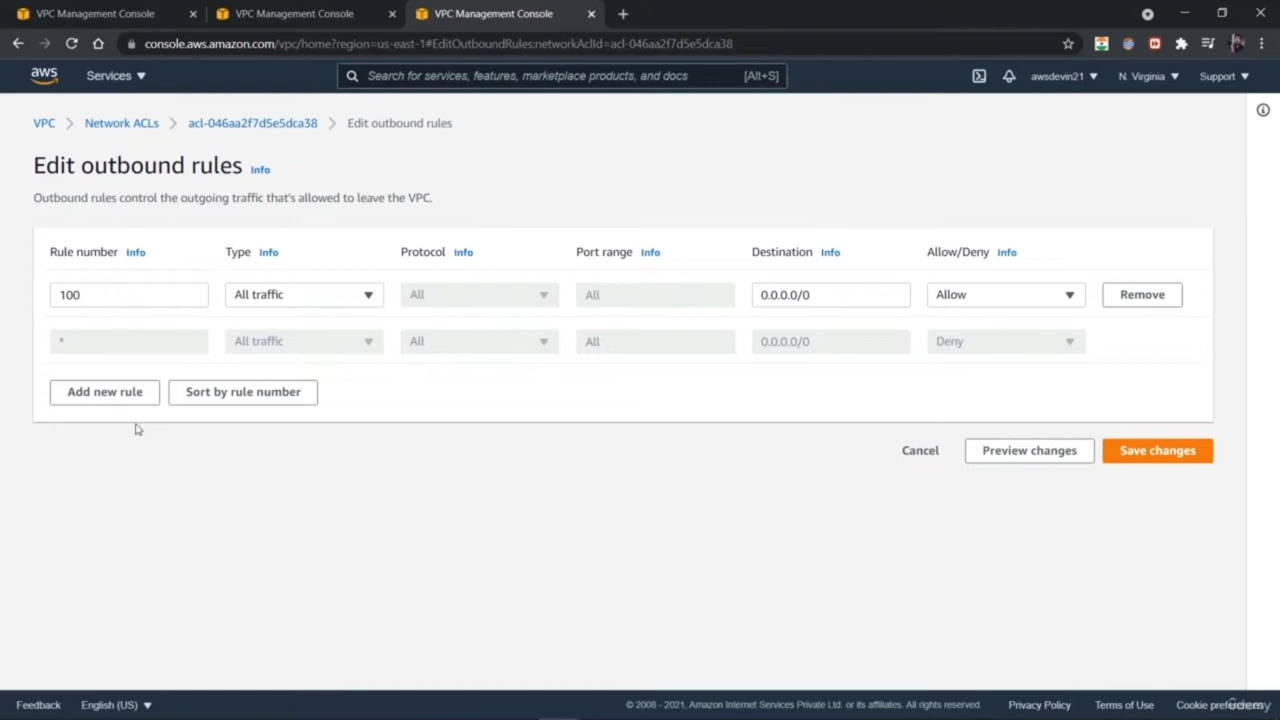 VPC Management Console
VPC Management Console
VPC Management Console
console.aws.amazon.com/vpc/home?region=us-east-1#EditOutboundRules:networkAclId=acl-046aa2f7d5e5dca38
aws Services Search for services, features, marketplace products, and docs [Alt+S] awsdevin21 N. Virginia Support
VPC Network ACLs acl-046aa2f7d5e5dca38 Edit outbound rules
Edit outbound rules Info
Outbound rules control the outgoing traffic that's allowed to leave the VPC.
Rule number Info Type Info Protocol Info Port range Info Destination Info Allow/Deny Info
100 All traffic All All 0.0.0.0/0 Allow Remove
* All traffic All All 0.0.0.0/0 Deny
Add new rule Sort by rule number
Cancel Preview changes Save changes
Feedback English (US) © 2008 - 2021, Amazon Internet Services Private Ltd. or its affiliates. All rights reserved. Privacy Policy Terms of Use Cookie preferences
Udemy